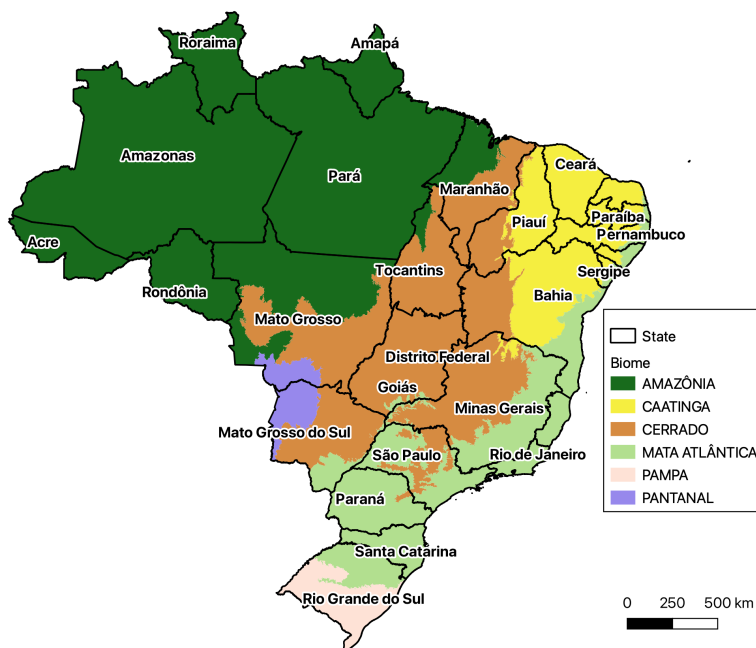 Roraima
Amapá
Amazonas
Pará
Ceará
Maranhão
Paraíba
Piauí
Pernambuco
Acre
Tocantins
Sergipe
Rondônia
Bahia
Mato Grosso
Distrito Federal
Goiás
Minas Gerais
Mato Grosso do Sul
São Paulo
Rio de Janeiro
Paraná
Santa Catarina
Rio Grande do Sul
State
Biome
AMAZÔNIA
CAATINGA
CERRADO
MATA ATLÂNTICA
PAMPA
PANTANAL
0 250 500 km